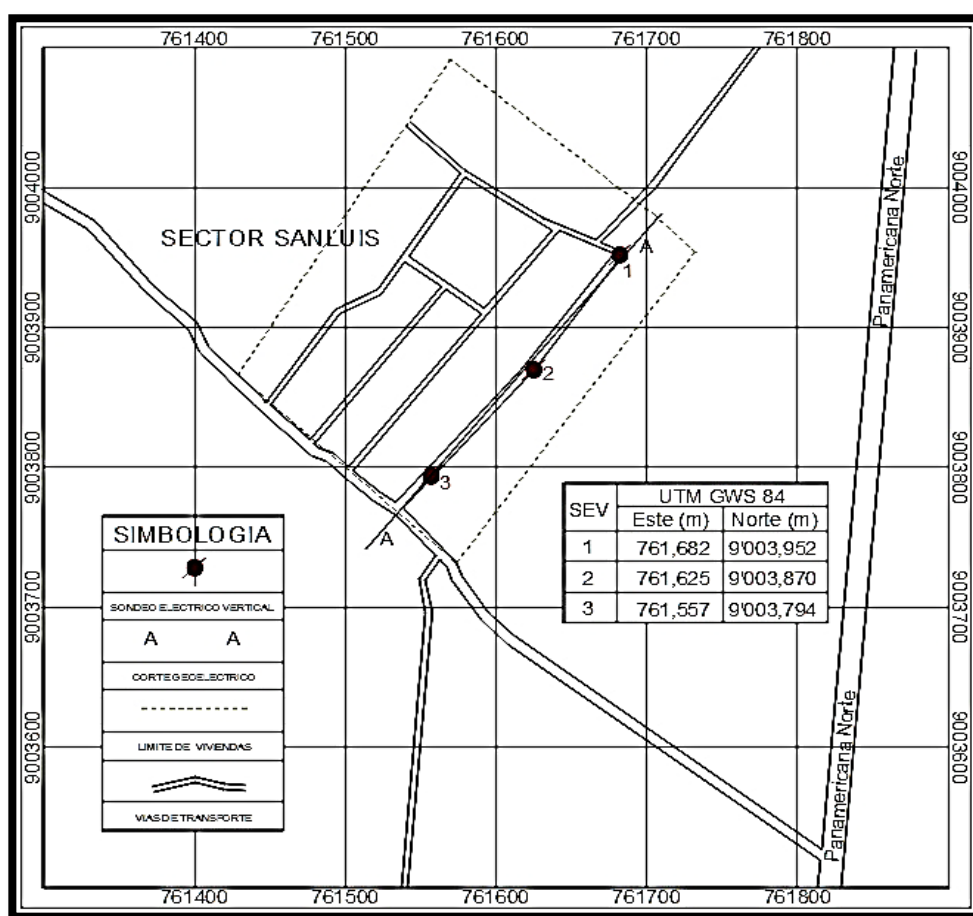 761400 761500 761600 761700 761800
9004000
9003900
9003800
9003700
9003600
9004000
9003900
9003800
9003700
9003600
SECTOR SANLUIS
A
1
2
3
A
Panamericana Norte
Panamericana Norte
SEV UTM GWS 84
Este (m) Norte (m)
1 761,682 9'003,952
2 761,625 9'003,870
3 761,557 9'003,794
SIMBOLOGIA
SONDEO ELECTRICO VERTICAL
A A
CORTE GEOELECTRICO
LIMITE DE VIVIENDAS
VIAS DE TRANSPORTE
761400 761500 761600 761700 761800